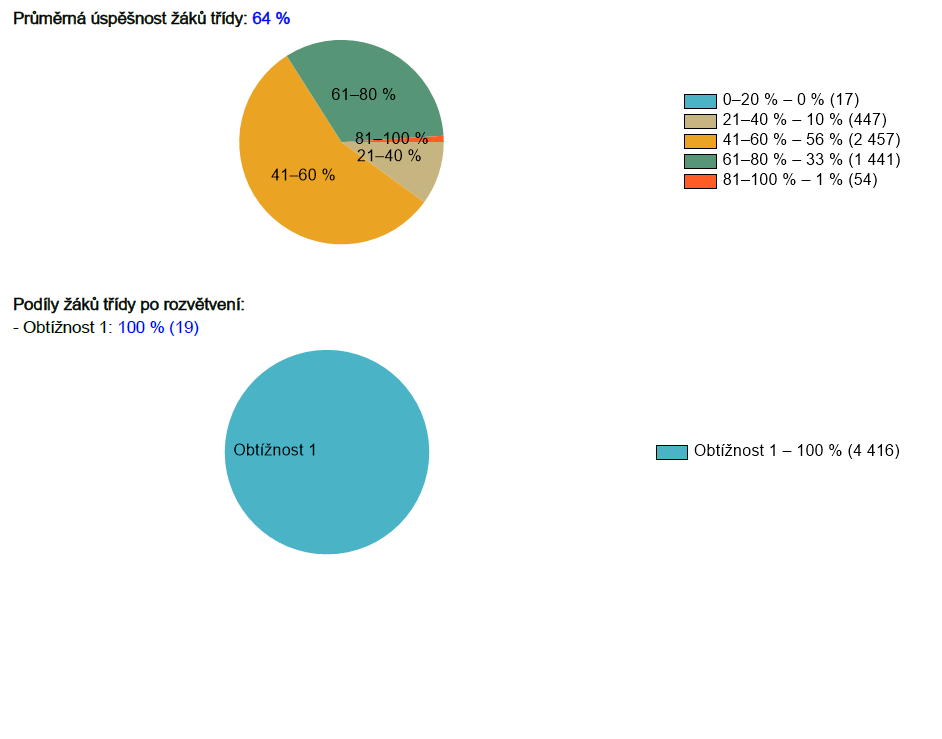 Průměrná úspěšnost žáků třídy: 64 %
61–80 %
81–100 %
21–40 %
41–60 %
0–20 % – 0 % (17)
21–40 % – 10 % (447)
41–60 % – 56 % (2 457)
61–80 % – 33 % (1 441)
81–100 % – 1 % (54)
Podíly žáků třídy po rozvětvení:
- Obtížnost 1: 100 % (19)
Obtížnost 1
Obtížnost 1 – 100 % (4 416)